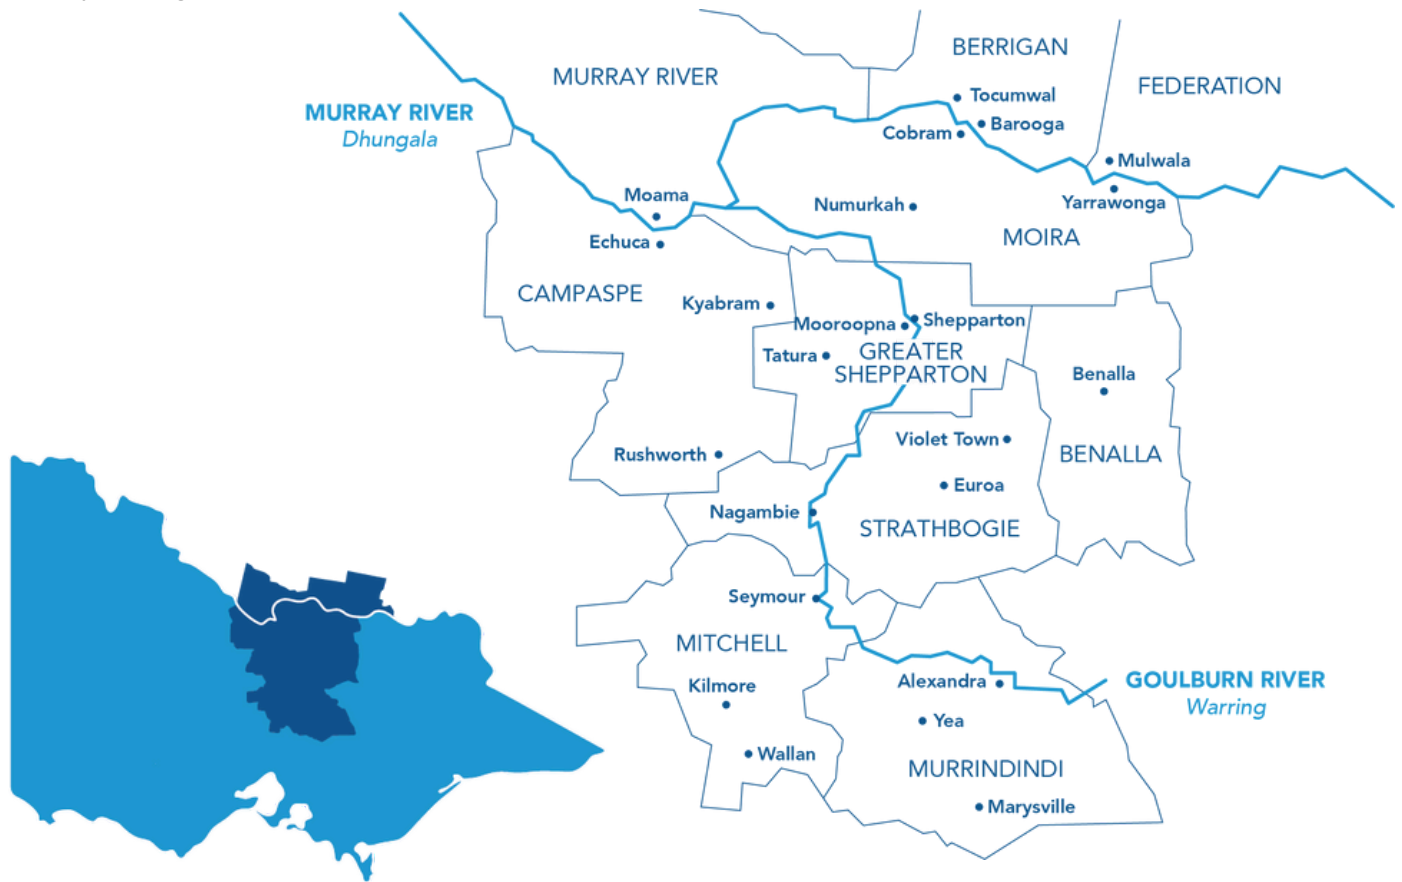 BERRIGAN
MURRAY RIVER
FEDERATION
Tocumwal
MURRAY RIVER
Dhungala
Barooga
Cobram
Mulwala
Moama
Yarrawonga
Numurkah
Echuca
MOIRA
CAMPASPE
Kyabram
Mooroopna
Shepparton
Tatura
GREATER
SHEPPARTON
Benalla
Violet Town
Rushworth
BENALLA
Euroa
Nagambie
STRATHBOGIE
Seymour
MITCHELL
Kilmore
Alexandra
GOULBURN RIVER
Warring
Yea
Wallan
MURRINDINDI
Marysville